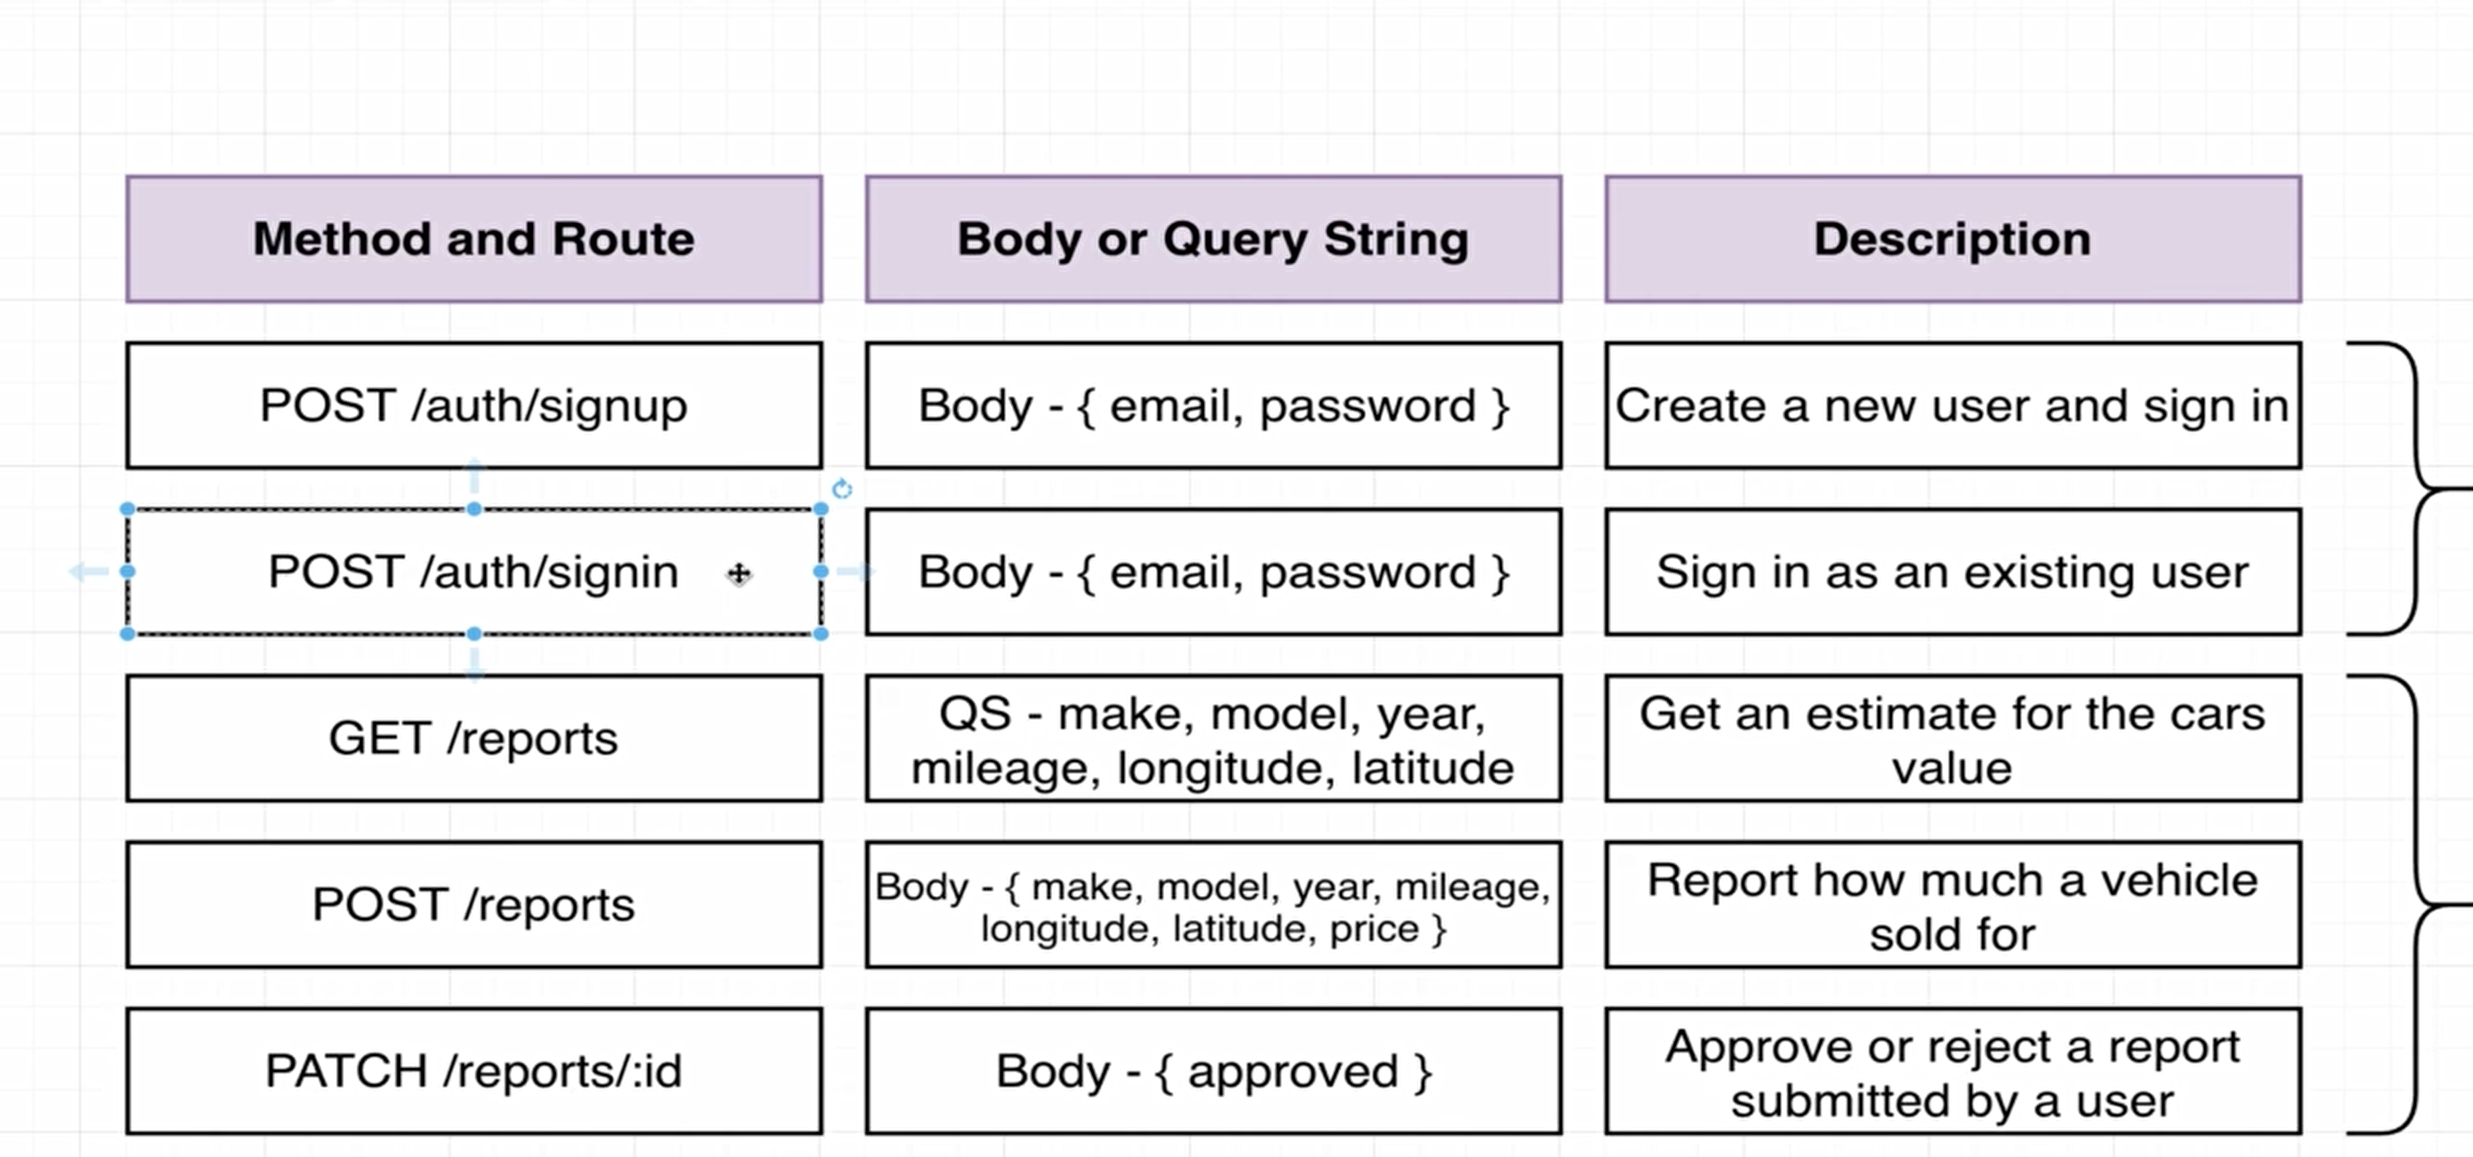 Method and Route
Body or Query String
Description
POST /auth/signup
Body - { email, password }
Create a new user and sign in
POST /auth/signin
Body - { email, password }
Sign in as an existing user
GET /reports
QS - make, model, year,
mileage, longitude, latitude
Get an estimate for the cars
value
POST /reports
Body - { make, model, year, mileage,
longitude, latitude, price }
Report how much a vehicle
sold for
PATCH /reports/:id
Body - { approved }
Approve or reject a report
submitted by a user